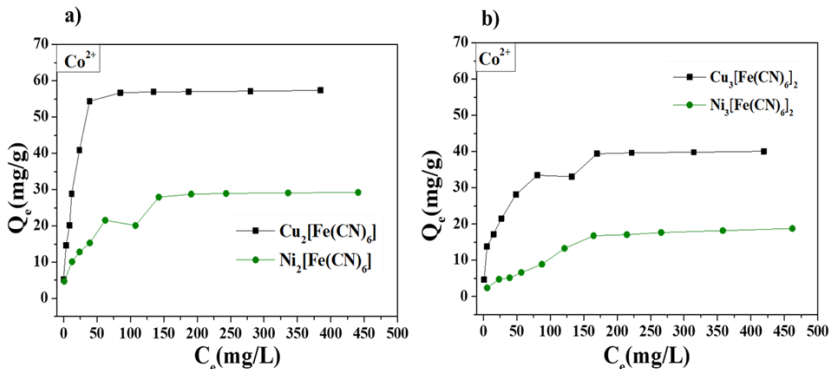 a)
Co²⁺
70
60
50
40
30
20
10
0
Qₑ(mg/g)
Cu₂[Fe(CN)₆]
Ni₂[Fe(CN)₆]
0 50 100 150 200 250 300 350 400 450 500
Cₑ(mg/L)
b)
Co²⁺
70
60
50
40
30
20
10
0
Qₑ(mg/g)
Cu₃[Fe(CN)₆]₂
Ni₃[Fe(CN)₆]₂
0 50 100 150 200 250 300 350 400 450 500
Cₑ(mg/L)